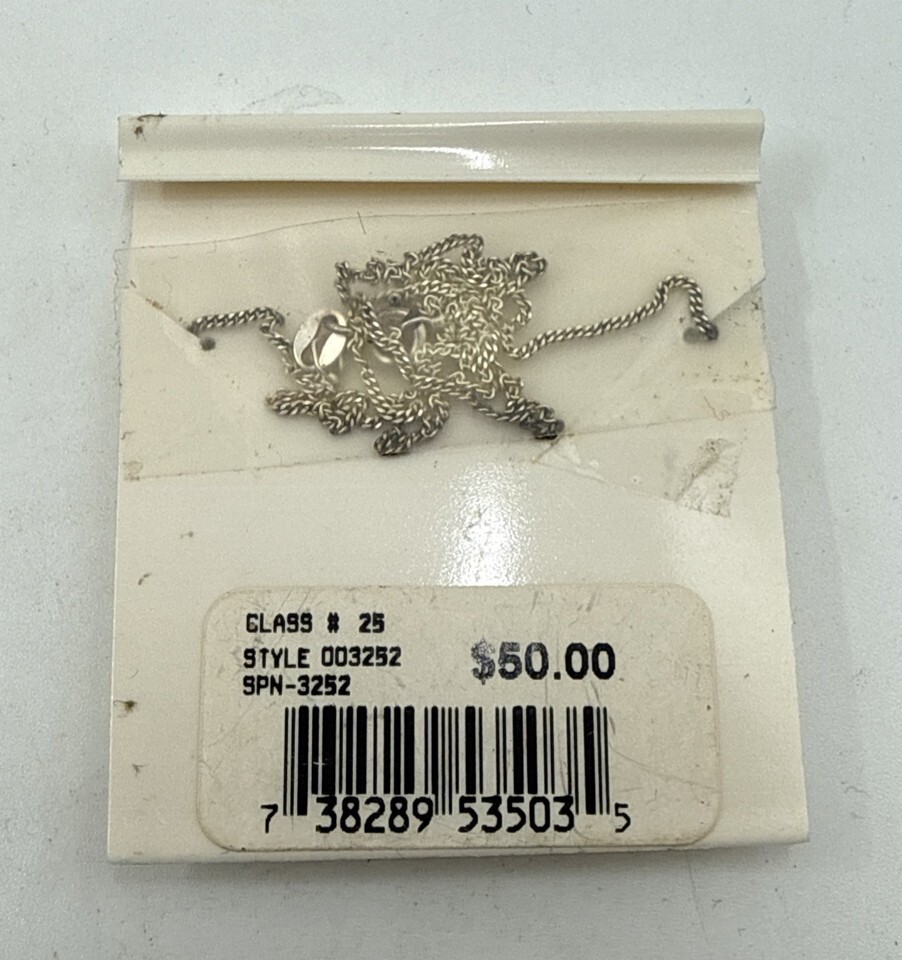 CLASS # 25
STYLE 003252
SPN-3252
$50.00
7 38289 53503 5